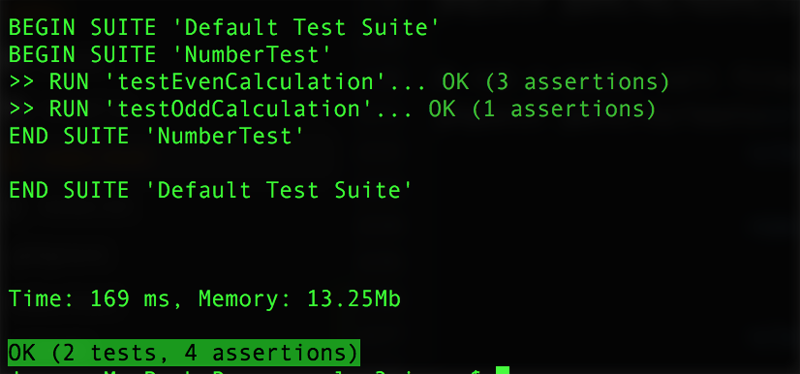 BEGIN SUITE 'Default Test Suite'
BEGIN SUITE 'NumberTest'
>> RUN 'testEvenCalculation'... OK (3 assertions)
>> RUN 'testOddCalculation'... OK (1 assertions)
END SUITE 'NumberTest'
END SUITE 'Default Test Suite'
Time: 169 ms, Memory: 13.25Mb
OK (2 tests, 4 assertions)